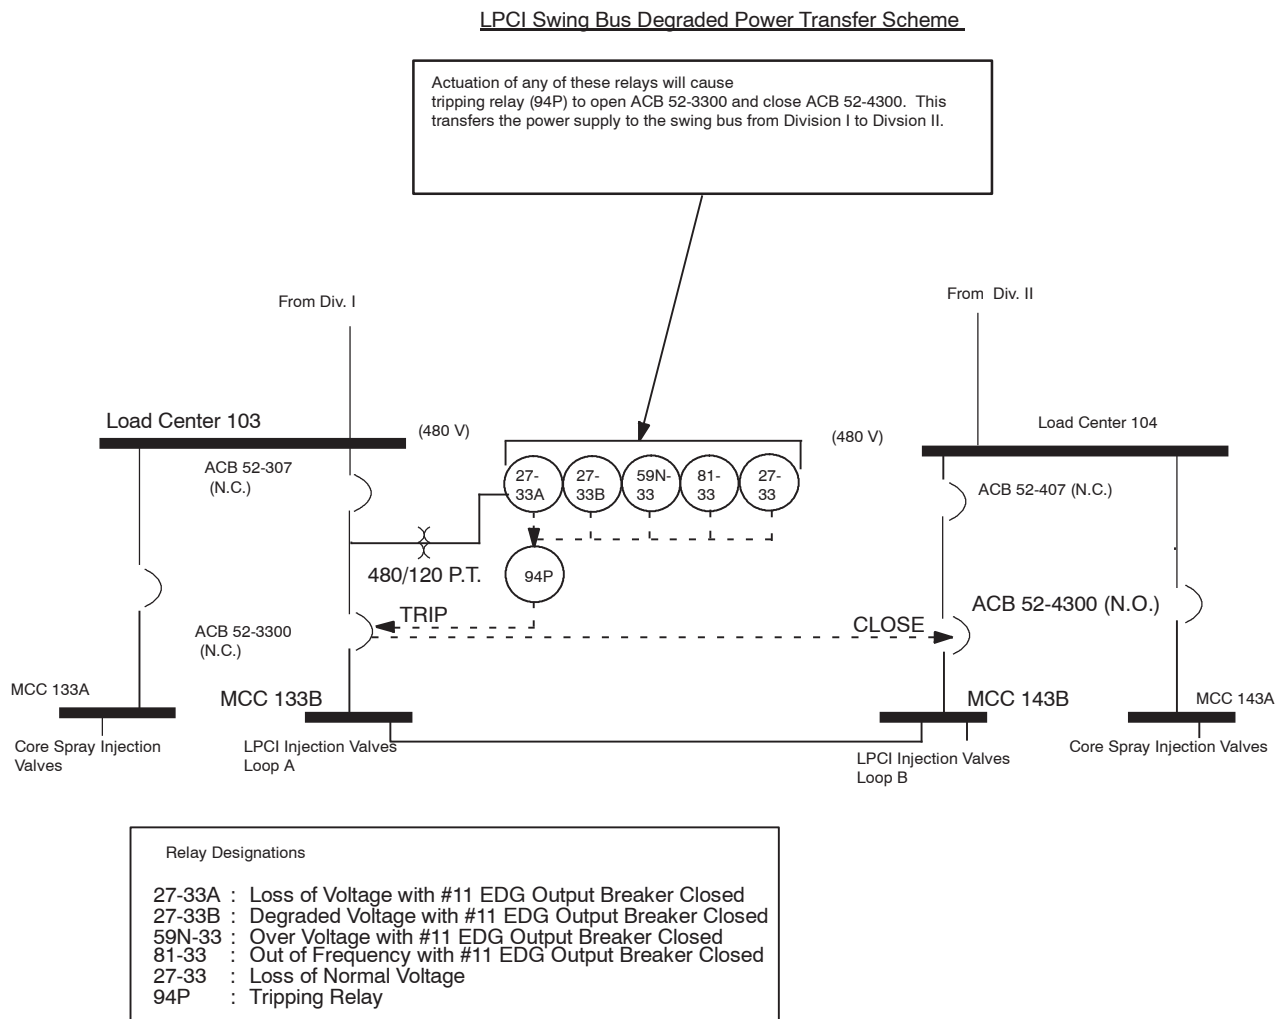 LPCI Swing Bus Degraded Power Transfer Scheme
Actuation of any of these relays will cause
tripping relay (94P) to open ACB 52-3300 and close ACB 52-4300. This
transfers the power supply to the swing bus from Division I to Divsion II.
From Div. I
From Div. II
Load Center 103
(480 V)
(480 V)
Load Center 104
ACB 52-307
(N.C.)
27-
33A
27-
33B
59N-
33
81-
33
27-
33
ACB 52-407 (N.C.)
480/120 P.T.
94P
TRIP
ACB 52-3300
(N.C.)
CLOSE
ACB 52-4300 (N.O.)
MCC 133A
MCC 133B
MCC 143B
MCC 143A
Core Spray Injection
Valves
LPCI Injection Valves
Loop A
LPCI Injection Valves
Loop B
Core Spray Injection Valves
Relay Designations
27-33A : Loss of Voltage with #11 EDG Output Breaker Closed
27-33B : Degraded Voltage with #11 EDG Output Breaker Closed
59N-33 : Over Voltage with #11 EDG Output Breaker Closed
81-33 : Out of Frequency with #11 EDG Output Breaker Closed
27-33 : Loss of Normal Voltage
94P : Tripping Relay